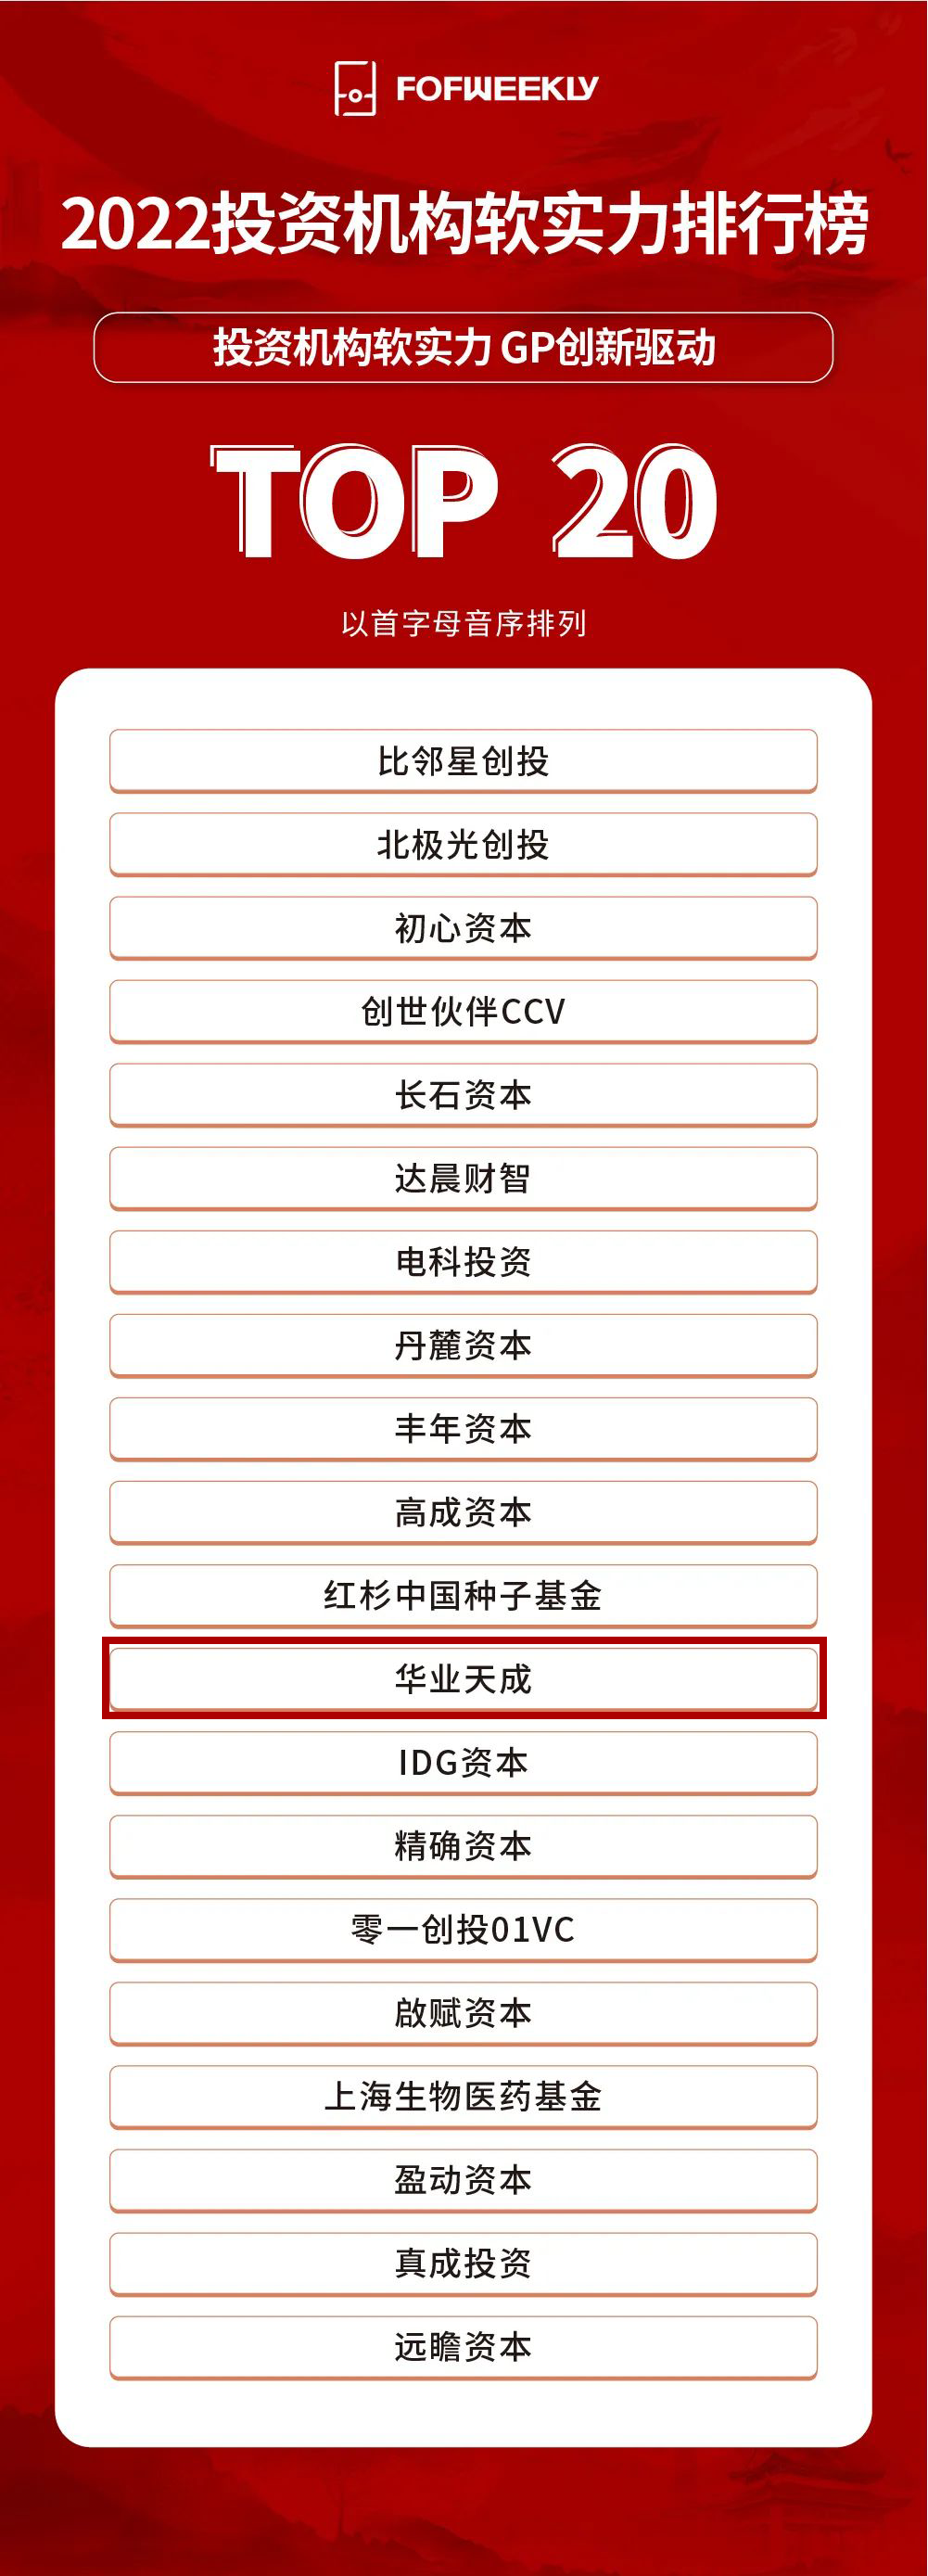 FOFWEEKLY
2022投资机构软实力排行榜
投资机构软实力 GP创新驱动
TOP 20
以首字母音序排列
比邻星创投
北极光创投
初心资本
创世伙伴CCV
长石资本
达晨财智
电科投资
丹麓资本
丰年资本
高成资本
红杉中国种子基金
华业天成
IDG资本
精确资本
零一创投01VC
啟赋资本
上海生物医药基金
盈动资本
真成投资
远瞻资本